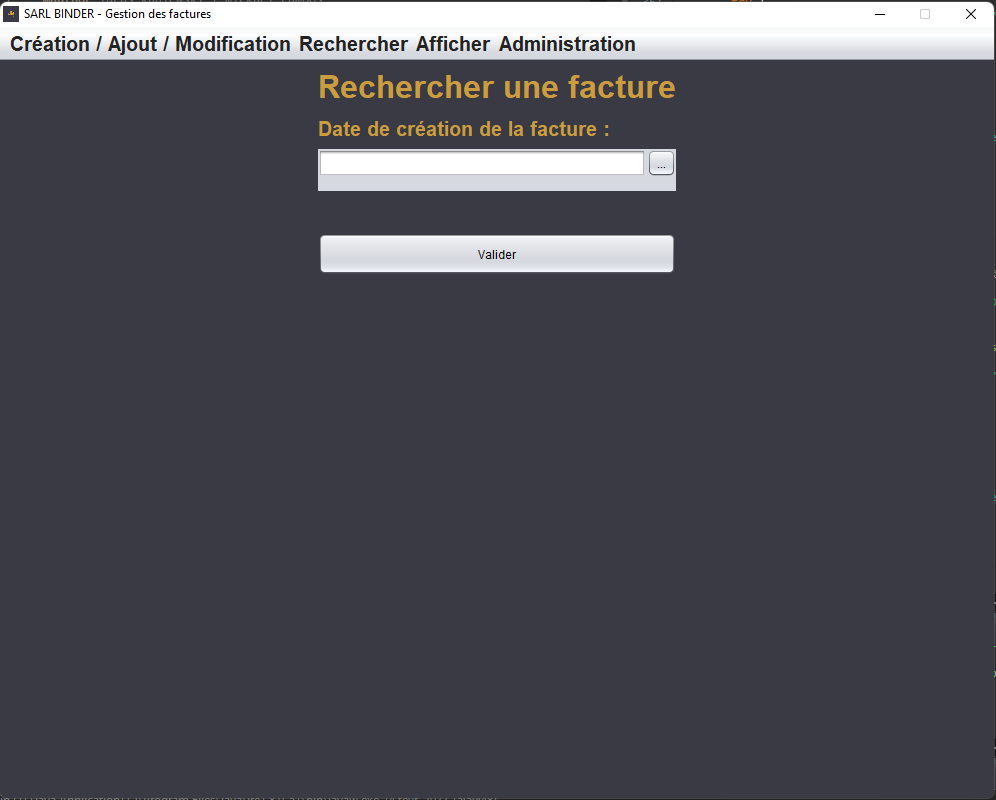 SARL BINDER - Gestion des factures
Création / Ajout / Modification Rechercher Afficher Administration
Rechercher une facture
Date de création de la facture :
...
Valider